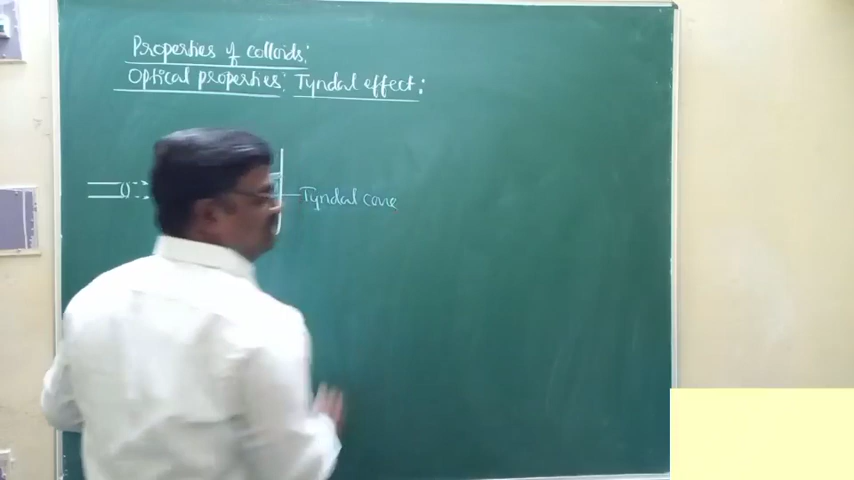 Properties of colloids:
Optical properties: Tyndal effect:
Tyndal cone